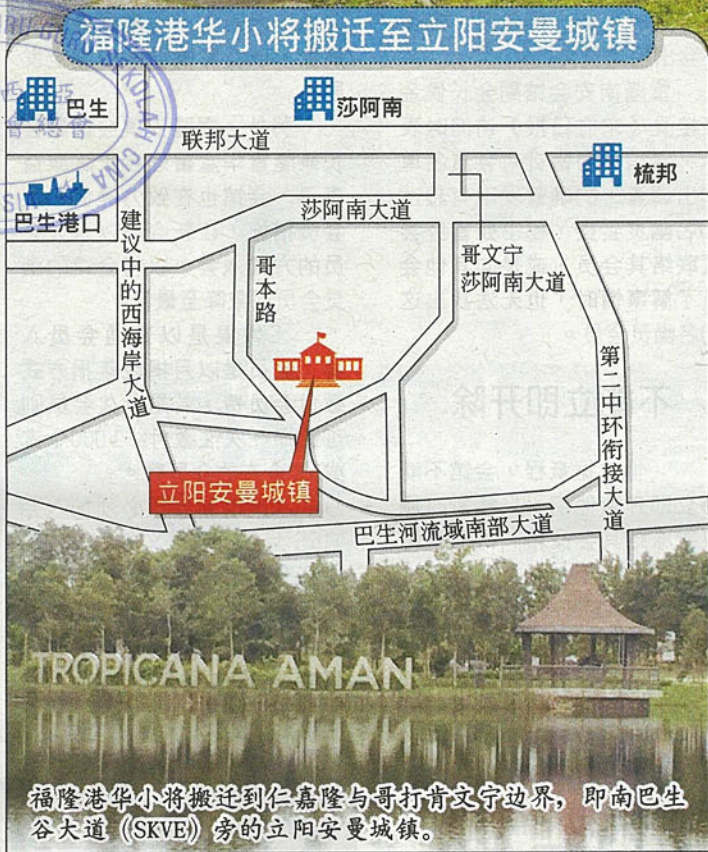 福隆港华小将搬迁至立阳安曼城镇
巴生
莎阿南
联邦大道
梳邦
巴生港口
莎阿南大道
建议中的西海岸大道
哥本路
哥文宁
莎阿南大道
第二中环衔接大道
立阳安曼城镇
巴生河流域南部大道
TROPICANA AMAN
福隆港华小将搬迁到仁嘉隆与哥打肯文宁边界，即南巴生
谷大道（SKVE）旁的立阳安曼城镇。
SEKOLAH CINA